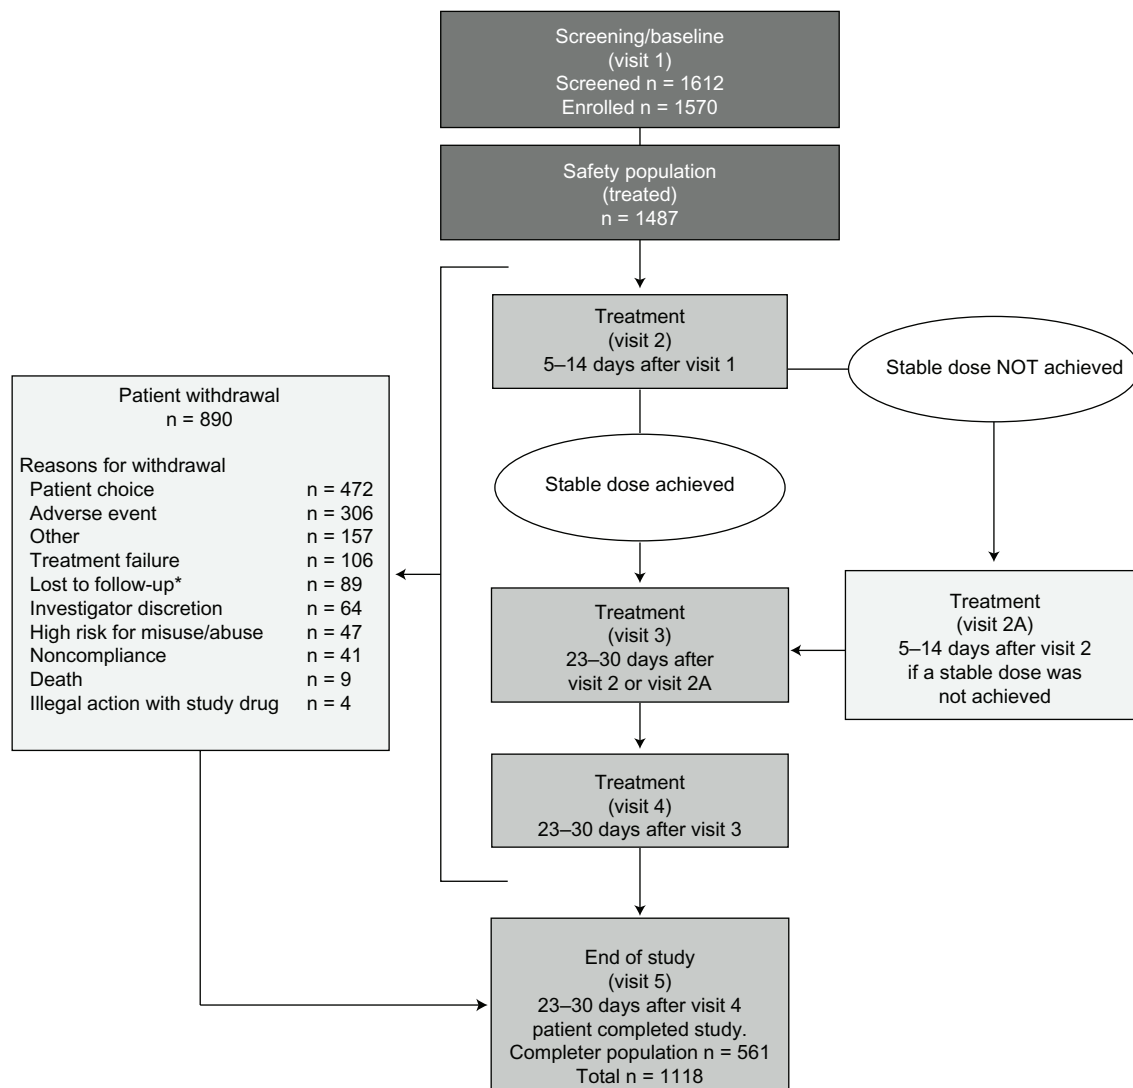 Screening/baseline
(visit 1)
Screened n = 1612
Enrolled n = 1570
Safety population
(treated)
n = 1487
Treatment
(visit 2)
5–14 days after visit 1
Stable dose NOT achieved
Stable dose achieved
Patient withdrawal
n = 890
Reasons for withdrawal
Patient choice n = 472
Adverse event n = 306
Other n = 157
Treatment failure n = 106
Lost to follow-up* n = 89
Investigator discretion n = 64
High risk for misuse/abuse n = 47
Noncompliance n = 41
Death n = 9
Illegal action with study drug n = 4
Treatment
(visit 3)
23–30 days after
visit 2 or visit 2A
Treatment
(visit 2A)
5–14 days after visit 2
if a stable dose was
not achieved
Treatment
(visit 4)
23–30 days after visit 3
End of study
(visit 5)
23–30 days after visit 4
patient completed study.
Completer population n = 561
Total n = 1118